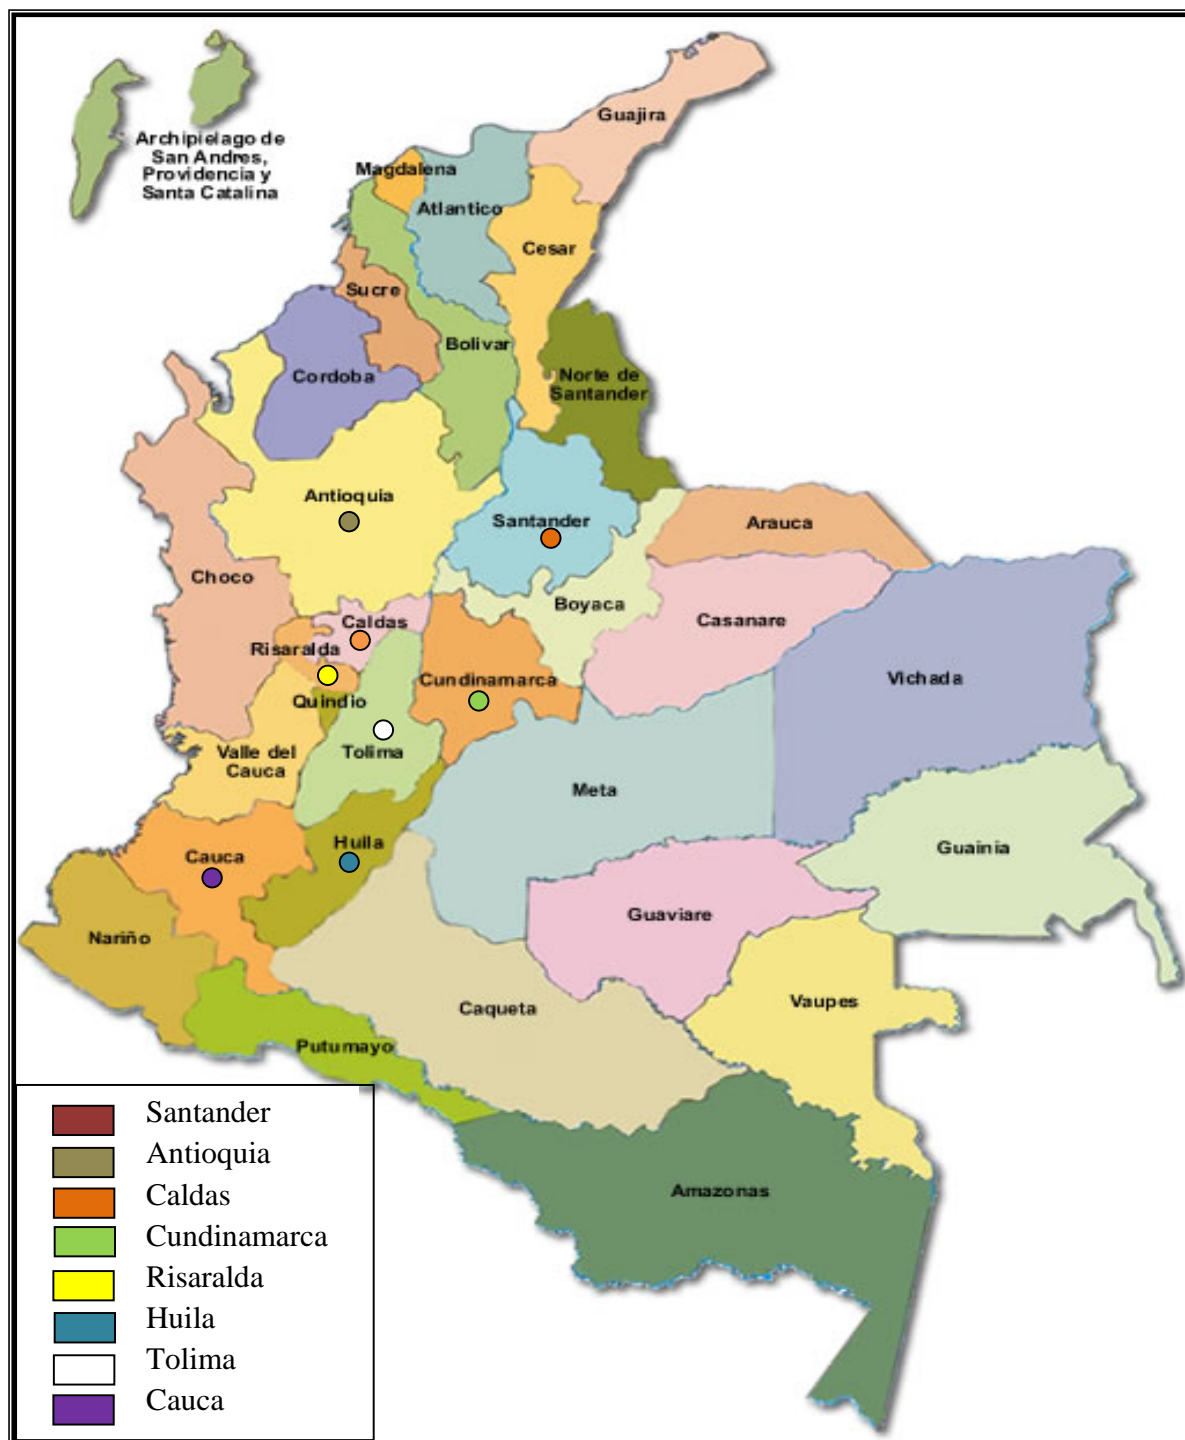 Guajira
Archipielago de
San Andres,
Providencia y
Santa Catalina
Magdalena
Atlantico
Cesar
Sucre
Bolivar
Cordoba
Norte de
Santander
Antioquia
Santander
Arauca
Choco
Boyaca
Caldas
Casanare
Risaralda
Cundinamarca
Vichada
Quindio
Valle del
Cauca
Tolima
Meta
Huila
Cauca
Guainia
Guaviare
Nariño
Caqueta
Vaupes
Putumayo
Amazonas
Santander
Antioquia
Caldas
Cundinamarca
Risaralda
Huila
Tolima
Cauca